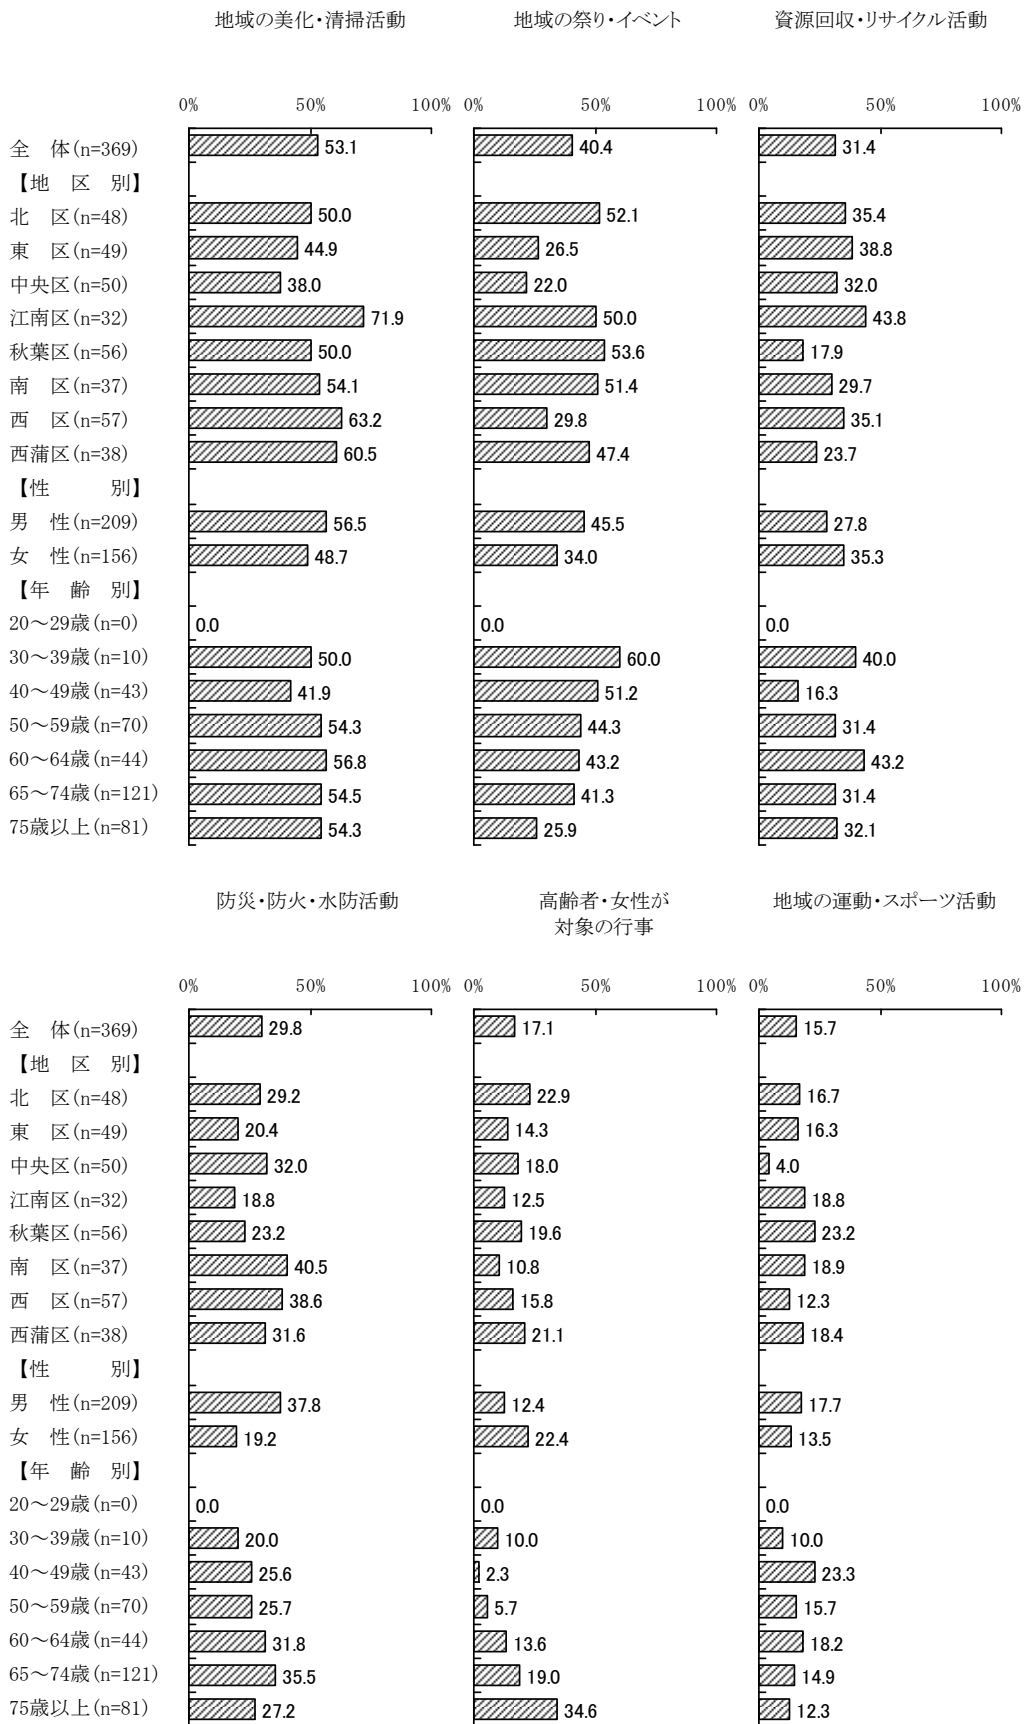 地域の美化・清掃活動 地域の祭り・イベント 資源回収・リサイクル活動
0% 50% 100% 0% 50% 100% 0% 50% 100%
全 体(n=369) 53.1 40.4 31.4
【地 区 別】
北 区(n=48) 50.0 52.1 35.4
東 区(n=49) 44.9 26.5 38.8
中央区(n=50) 38.0 22.0 32.0
江南区(n=32) 71.9 50.0 43.8
秋葉区(n=56) 50.0 53.6 17.9
南 区(n=37) 54.1 51.4 29.7
西 区(n=57) 63.2 29.8 35.1
西蒲区(n=38) 60.5 47.4 23.7
【性 別】
男 性(n=209) 56.5 45.5 27.8
女 性(n=156) 48.7 34.0 35.3
【年 齢 別】
20～29歳(n=0) 0.0 0.0 0.0
30～39歳(n=10) 50.0 60.0 40.0
40～49歳(n=43) 41.9 51.2 16.3
50～59歳(n=70) 54.3 44.3 31.4
60～64歳(n=44) 56.8 43.2 43.2
65～74歳(n=121) 54.5 41.3 31.4
75歳以上(n=81) 54.3 25.9 32.1
防災・防火・水防活動 高齢者・女性が 地域の運動・スポーツ活動
対象の行事
0% 50% 100% 0% 50% 100% 0% 50% 100%
全 体(n=369) 29.8 17.1 15.7
【地 区 別】
北 区(n=48) 29.2 22.9 16.7
東 区(n=49) 20.4 14.3 16.3
中央区(n=50) 32.0 18.0 4.0
江南区(n=32) 18.8 12.5 18.8
秋葉区(n=56) 23.2 19.6 23.2
南 区(n=37) 40.5 10.8 18.9
西 区(n=57) 38.6 15.8 12.3
西蒲区(n=38) 31.6 21.1 18.4
【性 別】
男 性(n=209) 37.8 12.4 17.7
女 性(n=156) 19.2 22.4 13.5
【年 齢 別】
20～29歳(n=0) 0.0 0.0 0.0
30～39歳(n=10) 20.0 10.0 10.0
40～49歳(n=43) 25.6 2.3 23.3
50～59歳(n=70) 25.7 5.7 15.7
60～64歳(n=44) 31.8 13.6 18.2
65～74歳(n=121) 35.5 19.0 14.9
75歳以上(n=81) 27.2 34.6 12.3